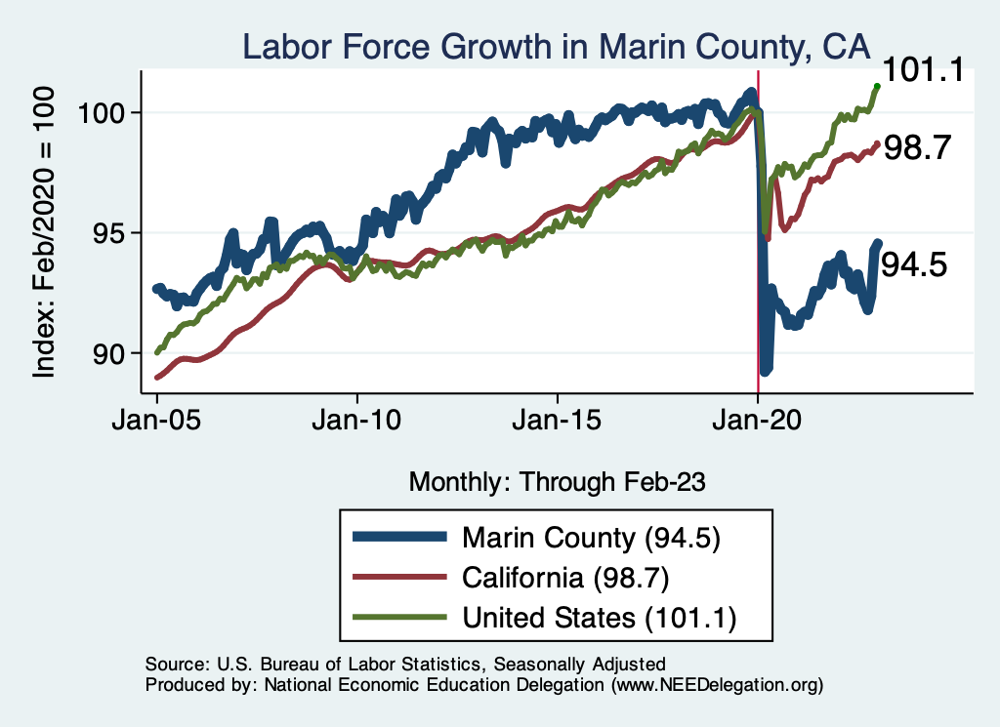 Labor Force Growth in Marin County, CA
101.1
98.7
94.5
Index: Feb/2020 = 100
100
95
90
Jan-05 Jan-10 Jan-15 Jan-20
Monthly: Through Feb-23
Marin County (94.5)
California (98.7)
United States (101.1)
Source: U.S. Bureau of Labor Statistics, Seasonally Adjusted
Produced by: National Economic Education Delegation (www.NEEDelegation.org)